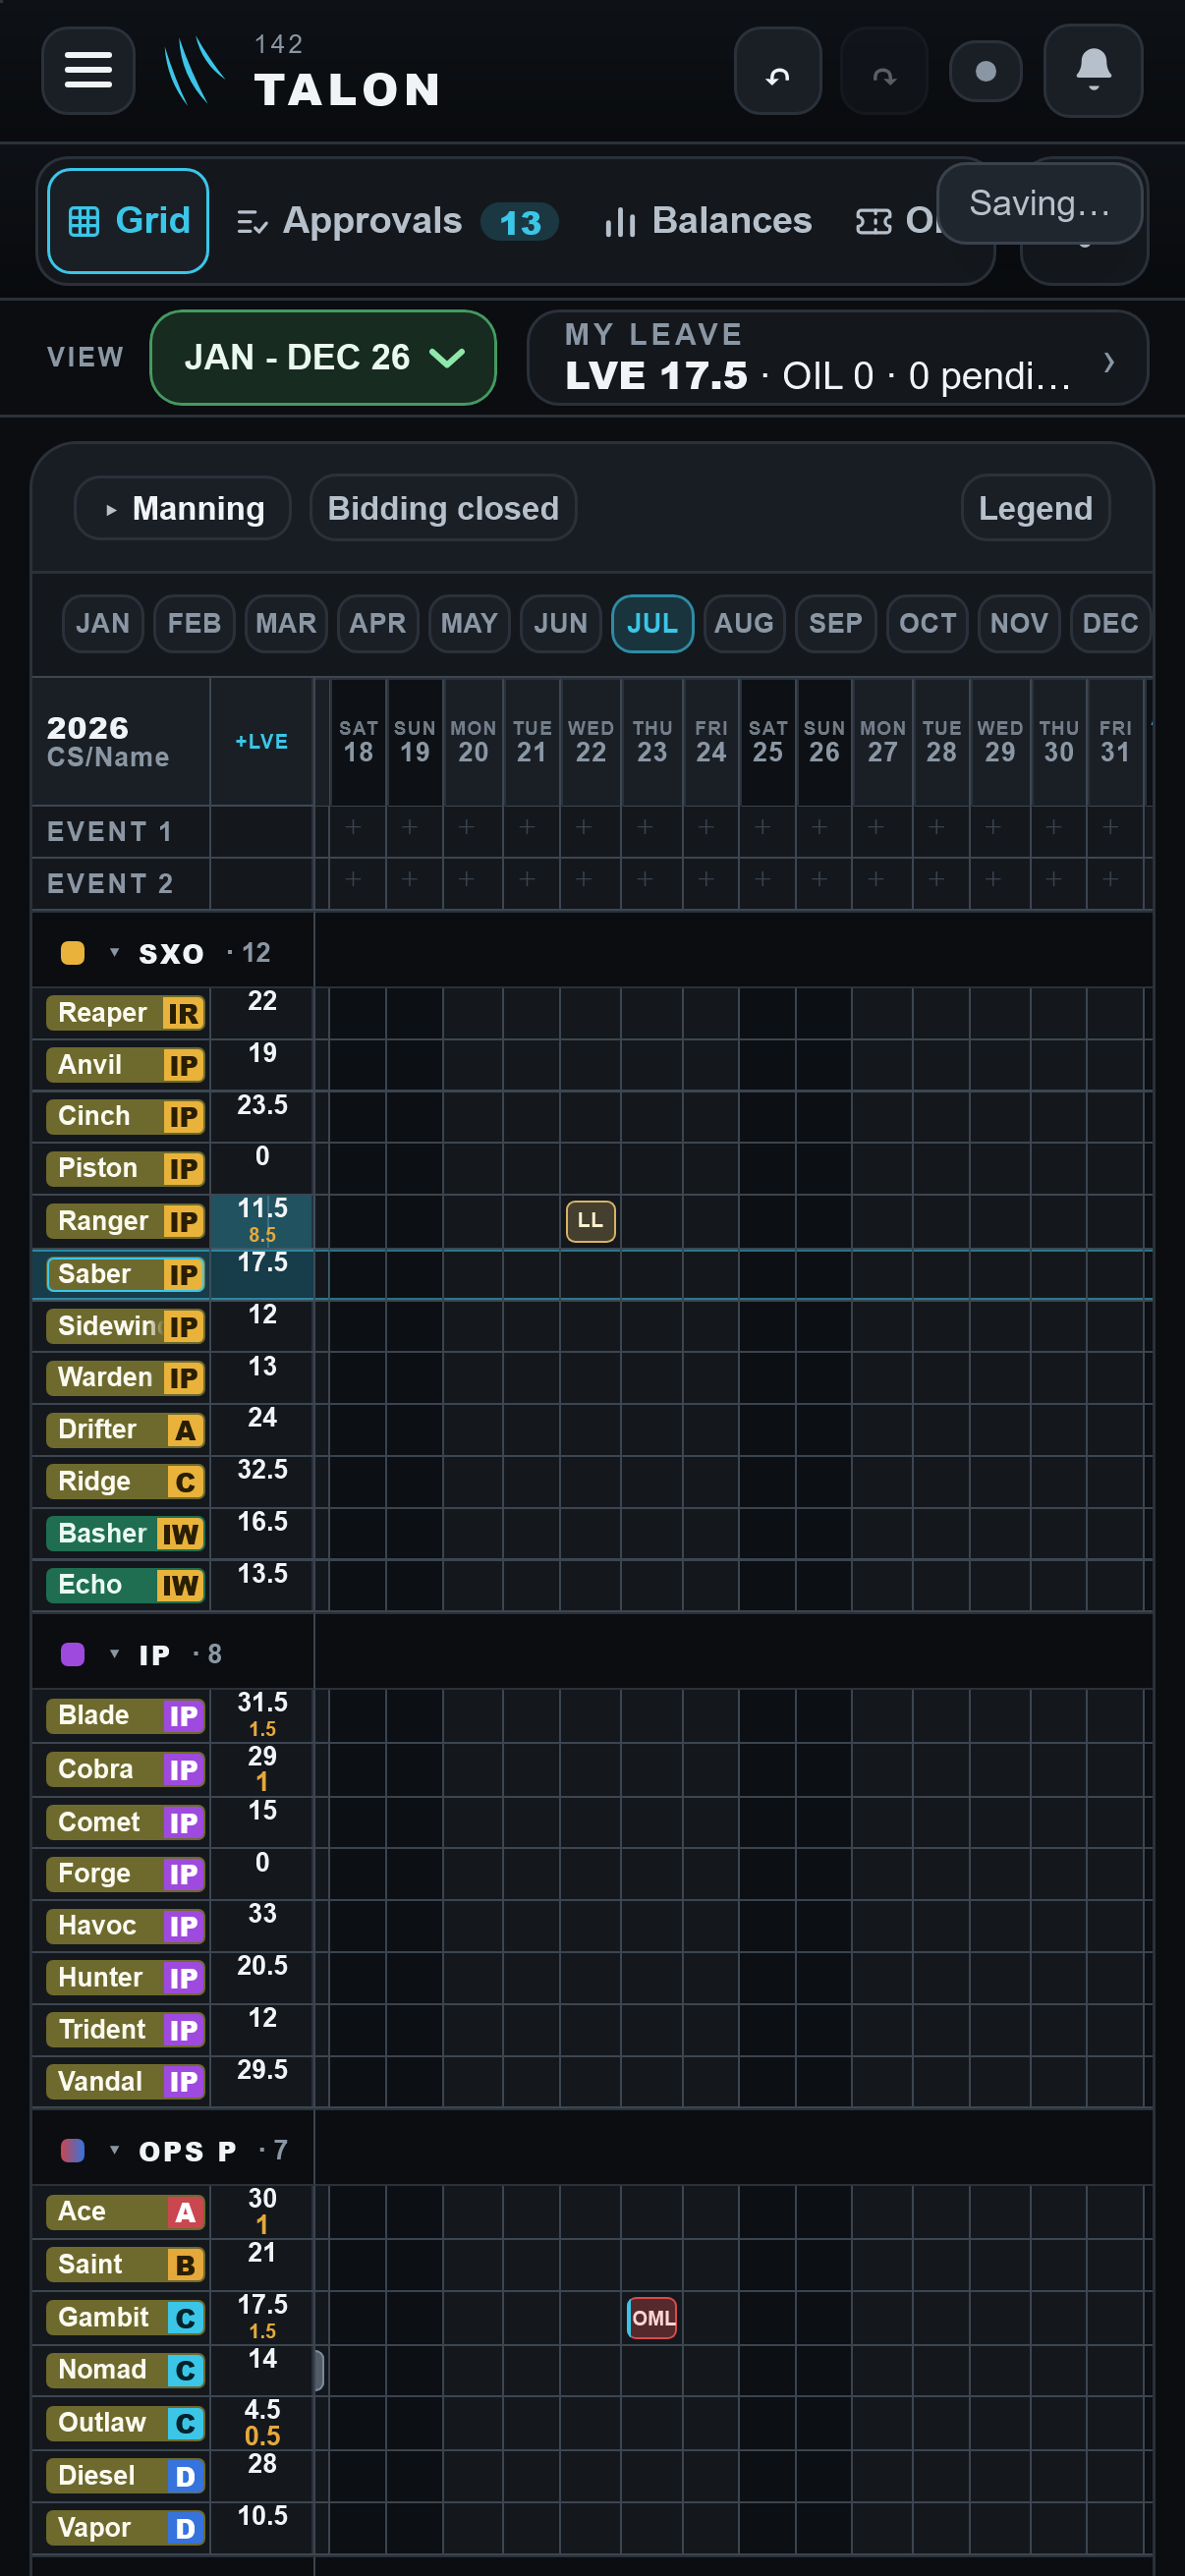 142
TALON
Saving...
Grid
Approvals 13
Balances
VIEW
JAN - DEC 26
MY LEAVE
LVE 17.5 · OIL 0 · 0 pendi...
Manning
Bidding closed
Legend
JAN FEB MAR APR MAY JUN JUL AUG SEP OCT NOV DEC
2026
CS/Name
+LVE
SAT 18
SUN 19
MON 20
TUE 21
WED 22
THU 23
FRI 24
SAT 25
SUN 26
MON 27
TUE 28
WED 29
THU 30
FRI 31
EVENT 1 + + + + + + + + + + + + + +
EVENT 2 + + + + + + + + + + + + + +
SXO · 12
Reaper IR 22
Anvil IP 19
Cinch IP 23.5
Piston IP 0
Ranger IP 11.5 8.5 LL
Saber IP 17.5
Sidewin IP 12
Warden IP 13
Drifter A 24
Ridge C 32.5
Basher IW 16.5
Echo IW 13.5
IP · 8
Blade IP 31.5 1.5
Cobra IP 29 1
Comet IP 15
Forge IP 0
Havoc IP 33
Hunter IP 20.5
Trident IP 12
Vandal IP 29.5
OPS P · 7
Ace A 30 1
Saint B 21
Gambit C 17.5 1.5 OML
Nomad C 14
Outlaw C 4.5 0.5
Diesel D 28
Vapor D 10.5